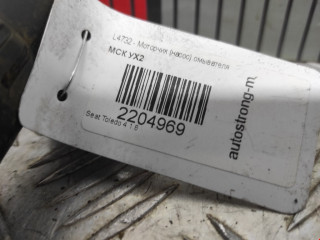 L4732 - Моторчик (насос) омывателя
МСК УХ2
2204969
Seat Toledo 4 1.6
autostrong-m